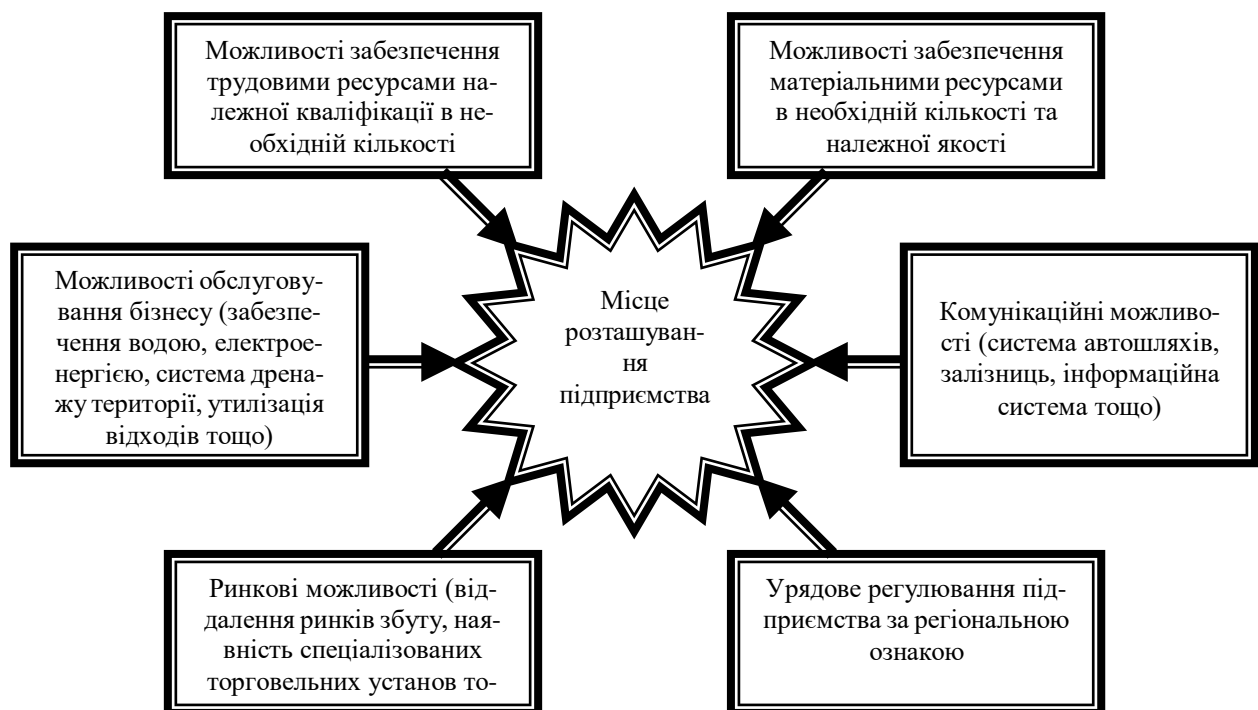 Можливості забезпечення
трудовими ресурсами на-
лежної кваліфікації в не-
обхідній кількості
Можливості забезпечення
матеріальними ресурсами
в необхідній кількості та
належної якості
Можливості обслугову-
вання бізнесу (забезпе-
чення водою, електрое-
нергією, система дрена-
жу території, утилізація
відходів тощо)
Місце
розташуван-
ня
підприємства
Комунікаційні можливо-
сті (система автошляхів,
залізниць, інформаційна
система тощо)
Ринкові можливості (від-
далення ринків збуту, ная-
вність спеціалізованих
торговельних установ то-
Урядове регулювання під-
приємства за регіональною
ознакою